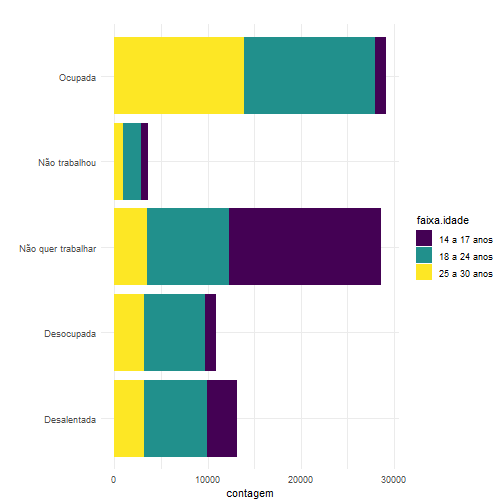 Ocupada
Não trabalhou
Não quer trabalhar
Desocupada
Desalentada
0
10000
20000
30000
contagem
faixa.idade
14 a 17 anos
18 a 24 anos
25 a 30 anos